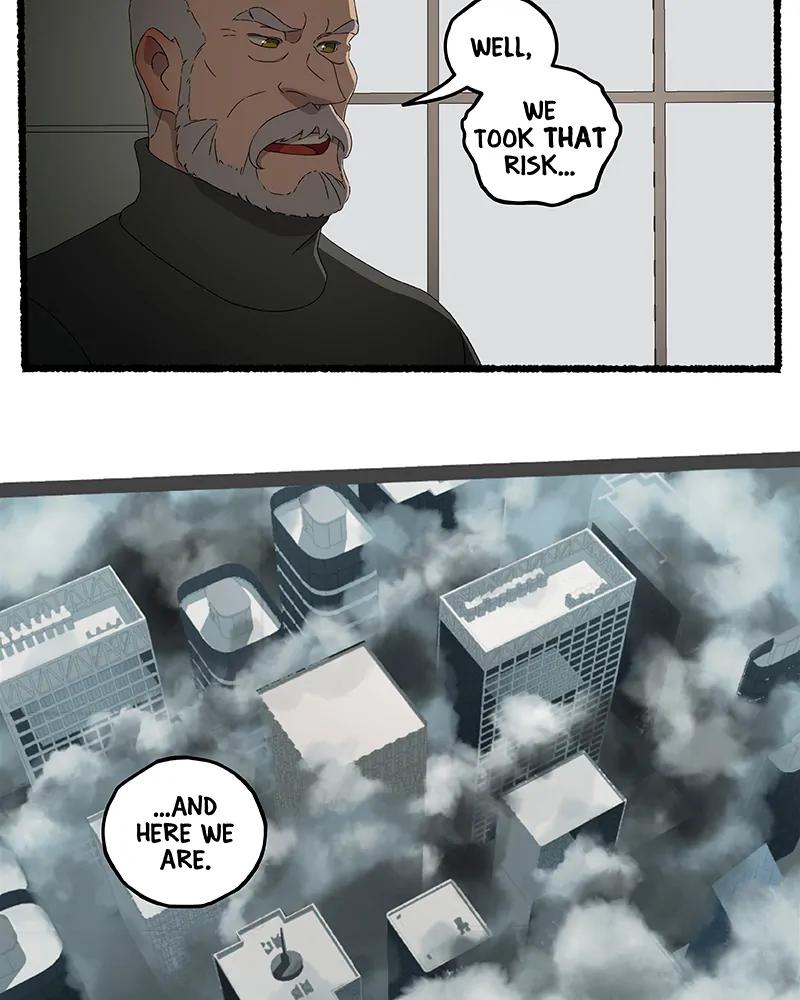 WELL,
WE
TOOK THAT
RISK...
...AND
HERE WE
ARE.